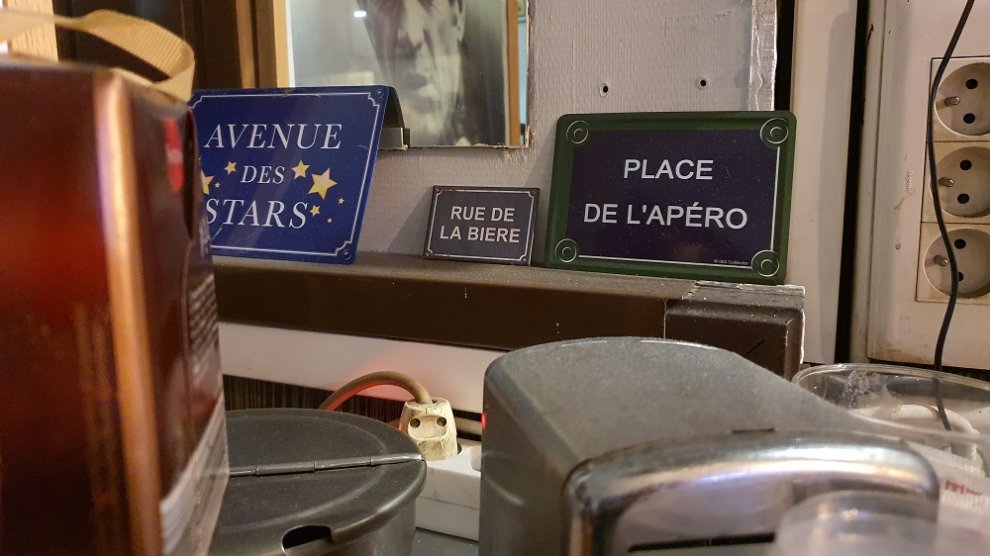 AVENUE
DES
STARS
RUE DE
LA BIERE
PLACE
DE L'APÉRO